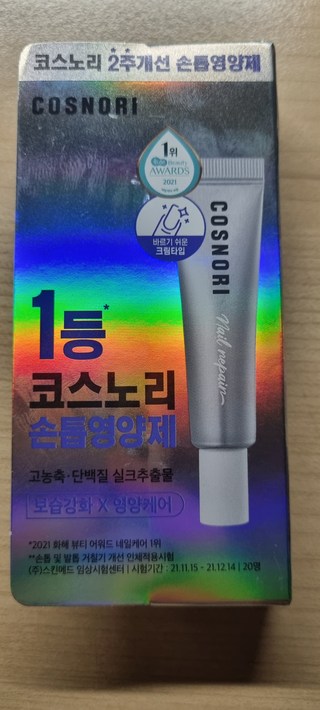 코스노리 2주개선 손톱영양제
COSNORI
1위
Beauty
AWARDS
2021
바르기 쉬운
크림타입
COSNORI
Nail repair
1등*
코스노리
손톱영양제
고농축·단백질 실크추출물
보습강화 X 영양케어
*2021 화해 뷰티 어워드 네일케어 1위
**손톱 및 발톱 거칠기 개선 인체적용시험
(주)스킨메드 임상시험센터 | 시험기간 : 21.11.15 - 21.12.14 | 20명